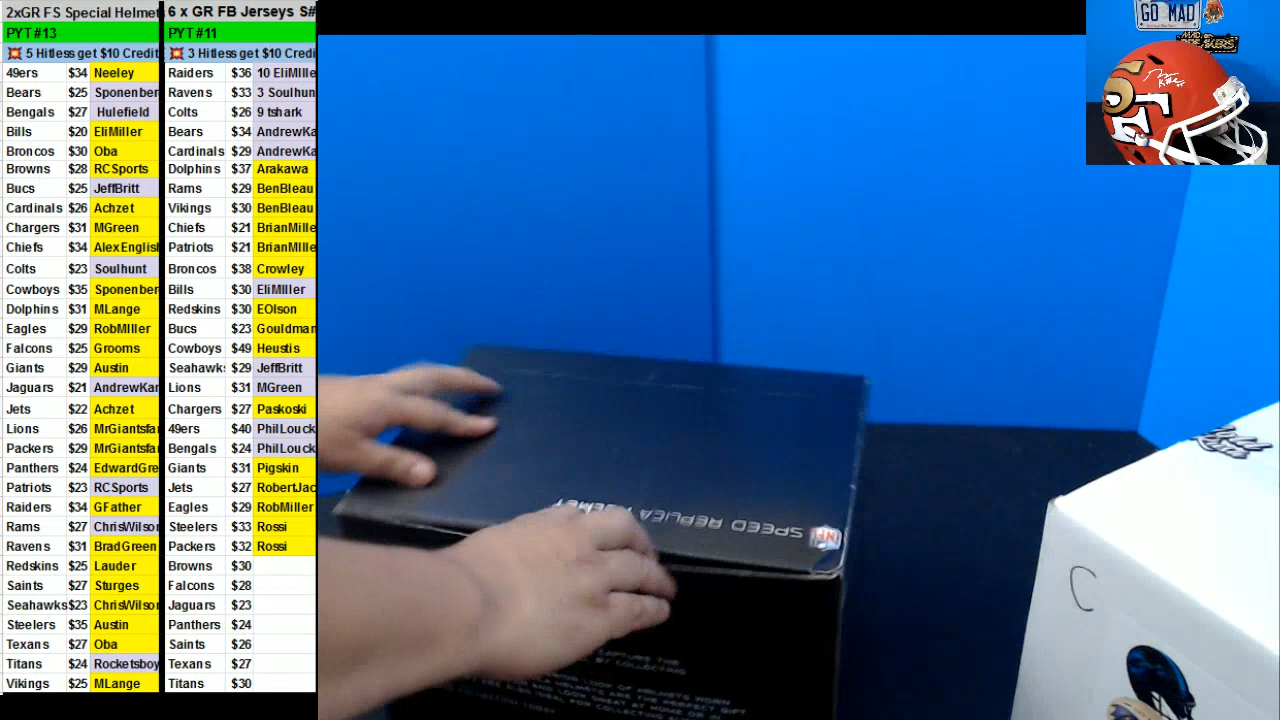 2xGR FS Special Helmet
PYT #13
5 Hitless get $10 Credit
49ers $34 Neeley
Bears $25 Sponenber
Bengals $27 Hulefield
Bills $20 EliMiller
Broncos $30 Oba
Browns $28 RCSports
Bucs $25 JeffBritt
Cardinals $26 Achzet
Chargers $31 MGreen
Chiefs $34 AlexEnglish
Colts $23 Soulhunt
Cowboys $35 Sponenber
Dolphins $31 MLange
Eagles $29 RobMIller
Falcons $25 Grooms
Giants $29 Austin
Jaguars $21 AndrewKar
Jets $22 Achzet
Lions $26 MrGiantsfa
Packers $29 MrGiantsfa
Panthers $24 EdwardGre
Patriots $23 RCSports
Raiders $34 GFather
Rams $27 ChrisWilso
Ravens $31 BradGreen
Redskins $25 Lauder
Saints $27 Sturges
Seahawks $23 ChrisWilso
Steelers $35 Austin
Texans $27 Oba
Titans $24 Rocketsboy
Vikings $25 MLange
6 x GR FB Jerseys S#
PYT #11
3 Hitless get $10 Credi
Raiders $36 10 EliMIlle
Ravens $33 3 Soulhun
Colts $26 9 tshark
Bears $34 AndrewKa
Cardinals $29 AndrewKa
Dolphins $37 Arakawa
Rams $29 BenBleau
Vikings $30 BenBleau
Chiefs $21 BrianMille
Patriots $21 BrianMIlle
Broncos $38 Crowley
Bills $30 EliMIller
Redskins $30 EOlson
Bucs $23 Gouldman
Cowboys $49 Heustis
Seahawks $29 JeffBritt
Lions $31 MGreen
Chargers $27 Paskoski
49ers $40 PhilLouck
Bengals $24 PhilLouck
Giants $31 Pigskin
Jets $27 RobertJac
Eagles $29 RobMiller
Steelers $33 Rossi
Packers $32 Rossi
Browns $30
Falcons $28
Jaguars $23
Panthers $24
Saints $26
Texans $27
Titans $30
GO MAD
SF
SPEED REPLICA HELMET
NFL
C